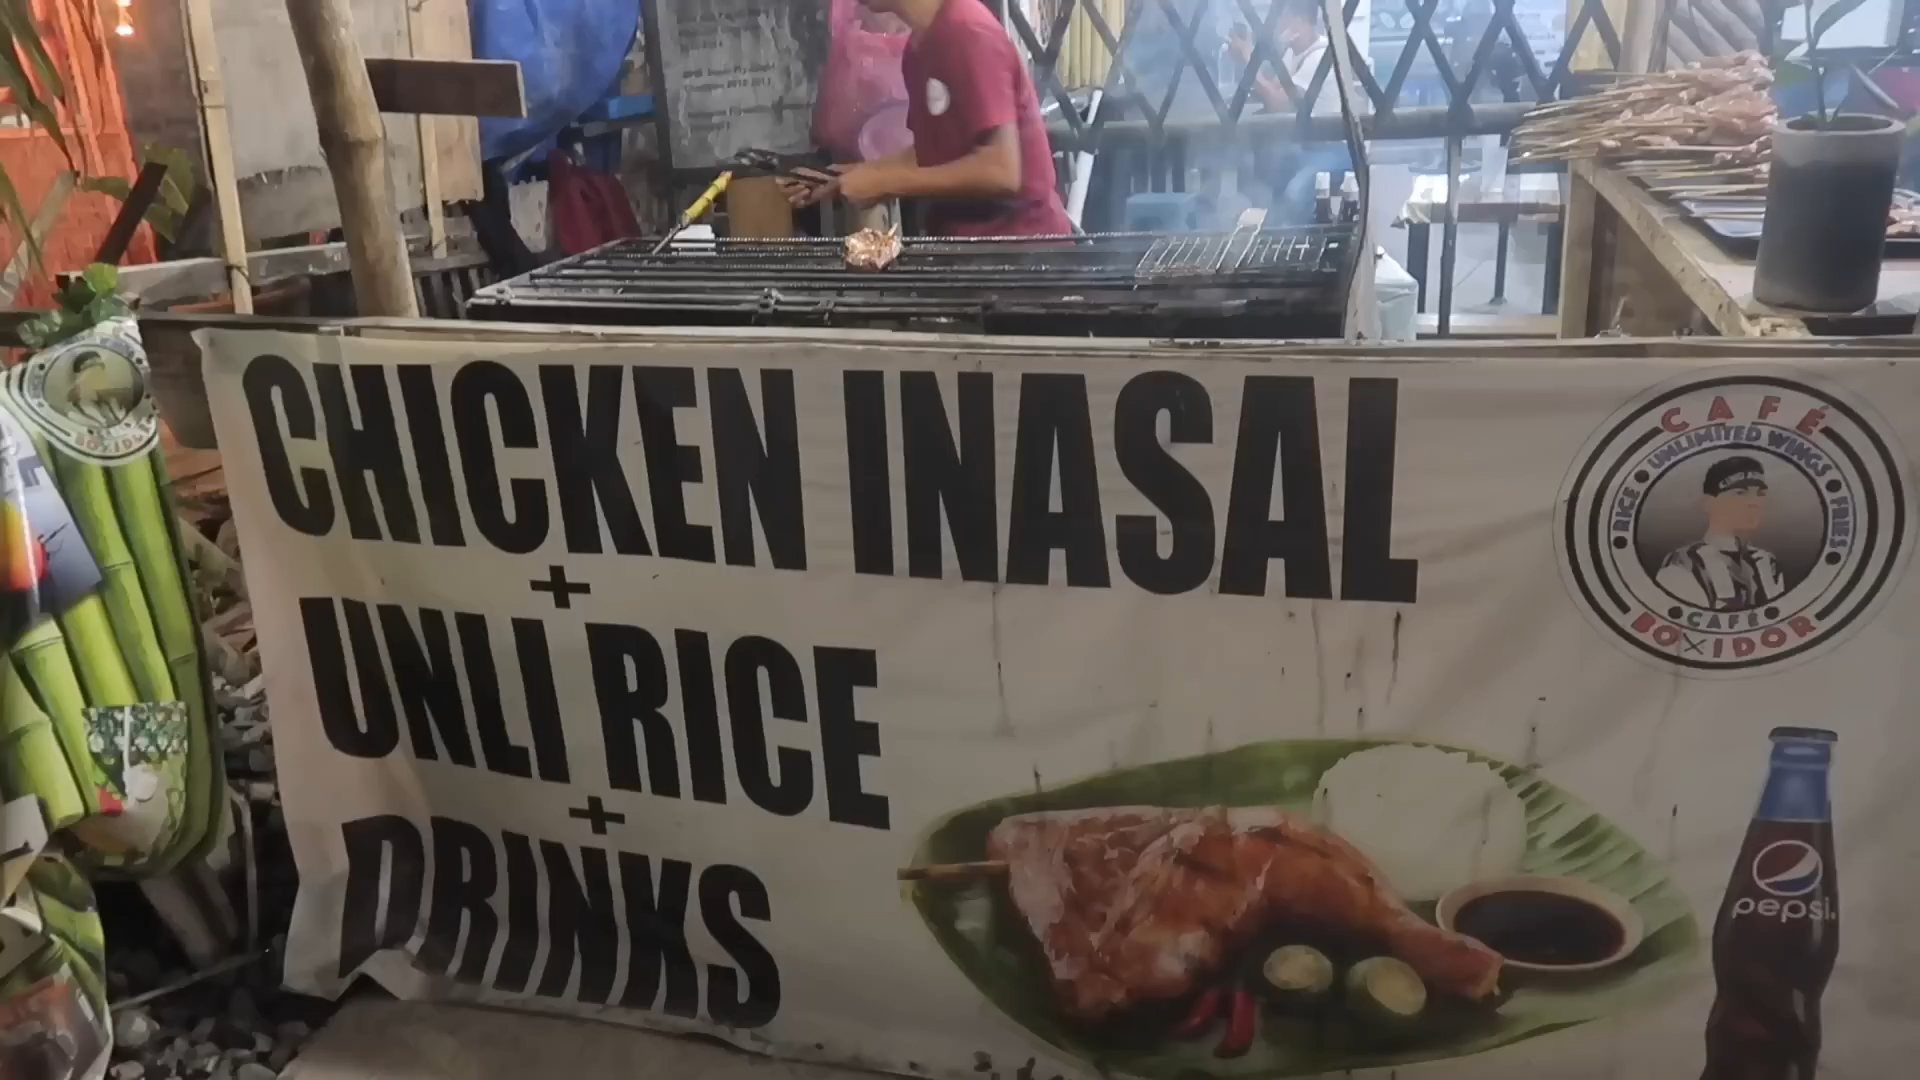 CHICKEN INASAL
+
UNLI RICE
+
DRINKS
CAFÉ
UNLIMITED WINGS
RICE
FRIES
CAFÉ
BOXIDOR
pepsi.